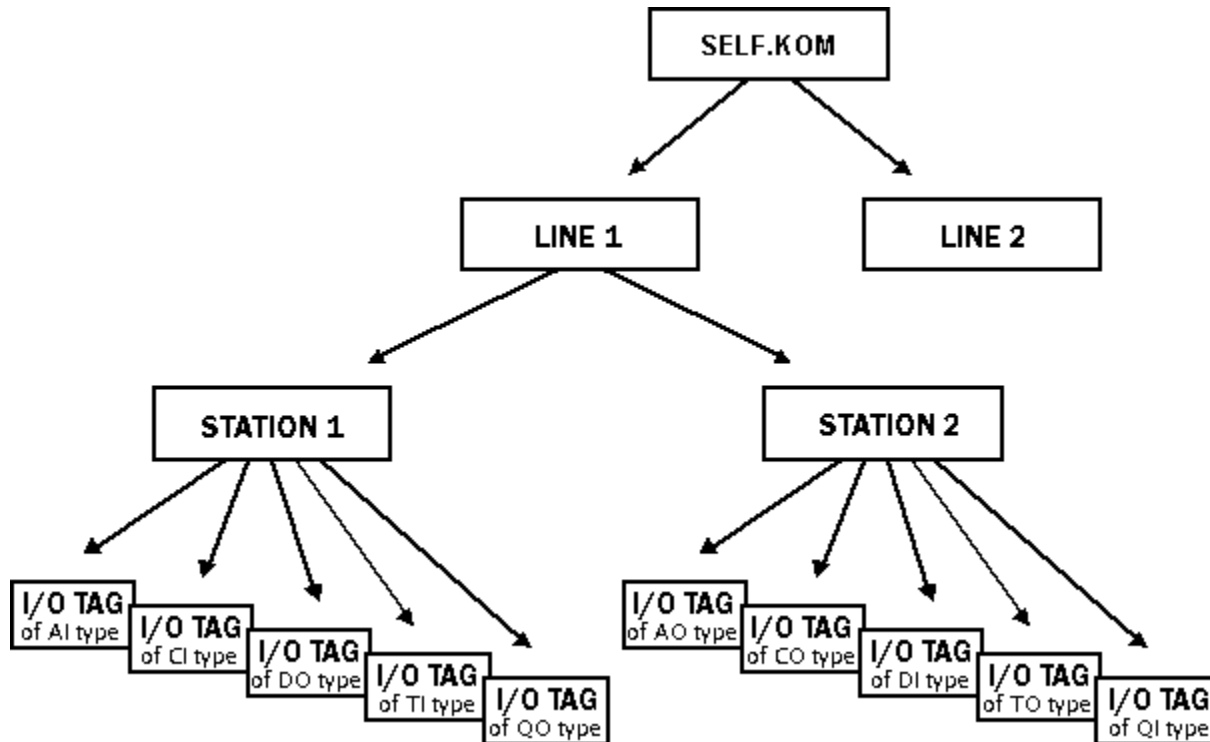 SELF.KOM
LINE 1
LINE 2
STATION 1
STATION 2
I/O TAG
of AI type
I/O TAG
of CI type
I/O TAG
of DO type
I/O TAG
of TI type
I/O TAG
of QO type
I/O TAG
of AO type
I/O TAG
of CO type
I/O TAG
of DI type
I/O TAG
of TO type
I/O TAG
of QI type